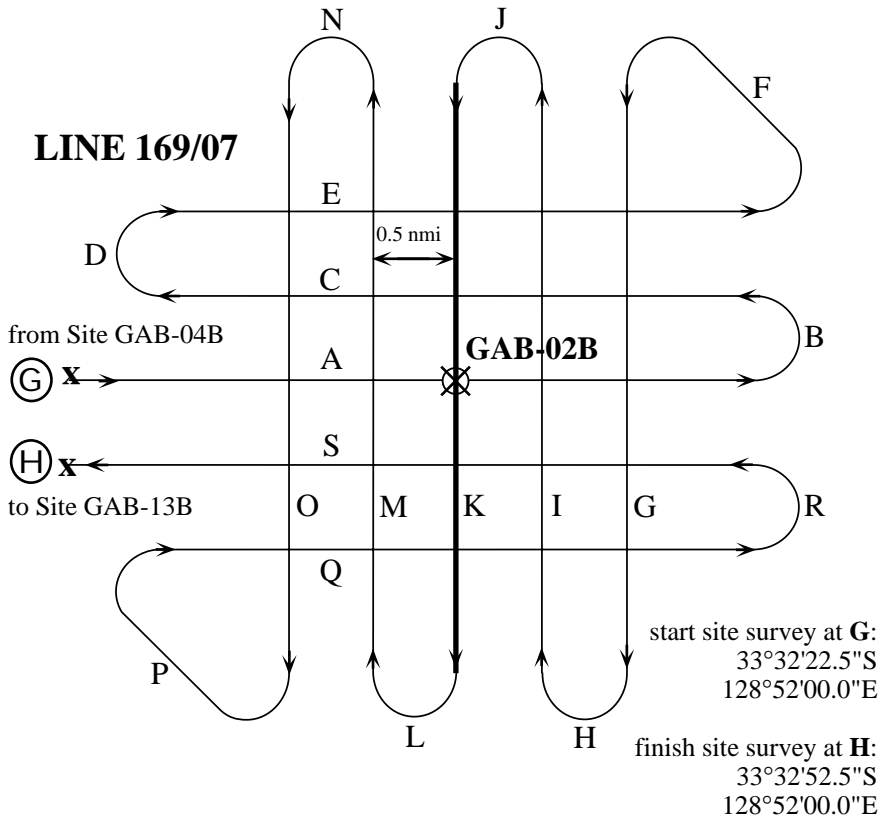 N
J
F
LINE 169/07
E
0.5 nmi
D
C
from Site GAB-04B
GAB-02B
B
G
x
A
S
H
x
to Site GAB-13B
O
M
K
I
G
R
Q
start site survey at G:
33°32'22.5"S
128°52'00.0"E
P
L
H
finish site survey at H:
33°32'52.5"S
128°52'00.0"E